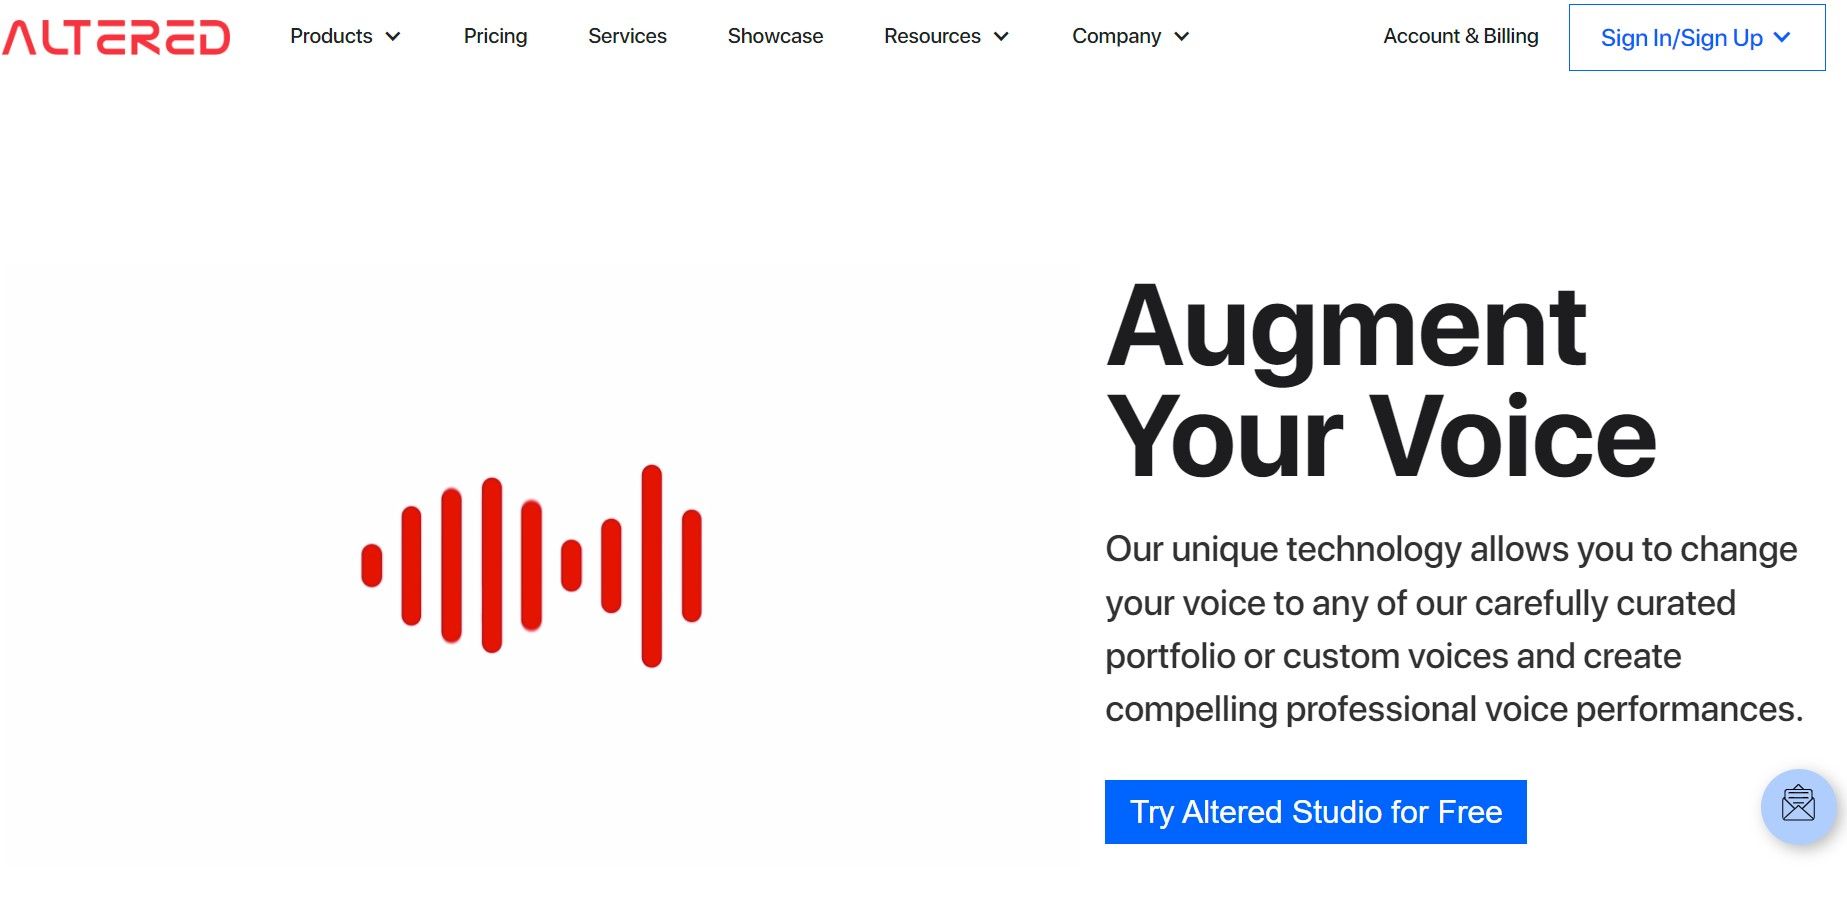 ALTERED
Products
Pricing
Services
Showcase
Resources
Company
Account & Billing
Sign In/Sign Up
Augment
Your Voice
Our unique technology allows you to change
your voice to any of our carefully curated
portfolio or custom voices and create
compelling professional voice performances.
Try Altered Studio for Free